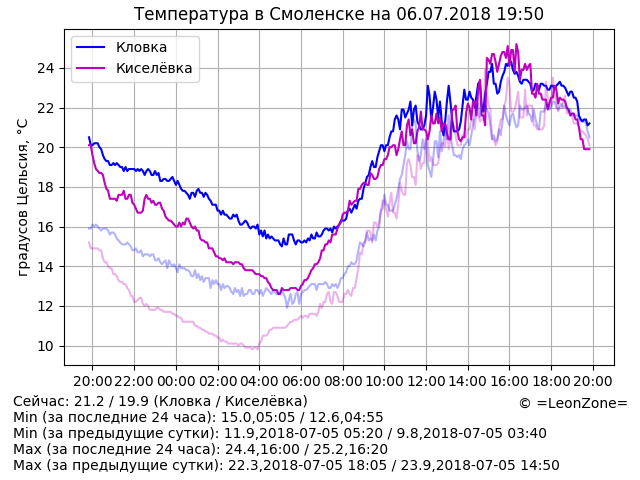 Температура в Смоленске на 06.07.2018 19:50
Кловка
Киселёвка
градусов Цельсия, °C
24
22
20
18
16
14
12
10
20:00 22:00 00:00 02:00 04:00 06:00 08:00 10:00 12:00 14:00 16:00 18:00 20:00
Сейчас: 21.2 / 19.9 (Кловка / Киселёвка)
© =LeonZone=
Min (за последние 24 часа): 15.0,05:05 / 12.6,04:55
Min (за предыдущие сутки): 11.9,2018-07-05 05:20 / 9.8,2018-07-05 03:40
Max (за последние 24 часа): 24.4,16:00 / 25.2,16:20
Max (за предыдущие сутки): 22.3,2018-07-05 18:05 / 23.9,2018-07-05 14:50